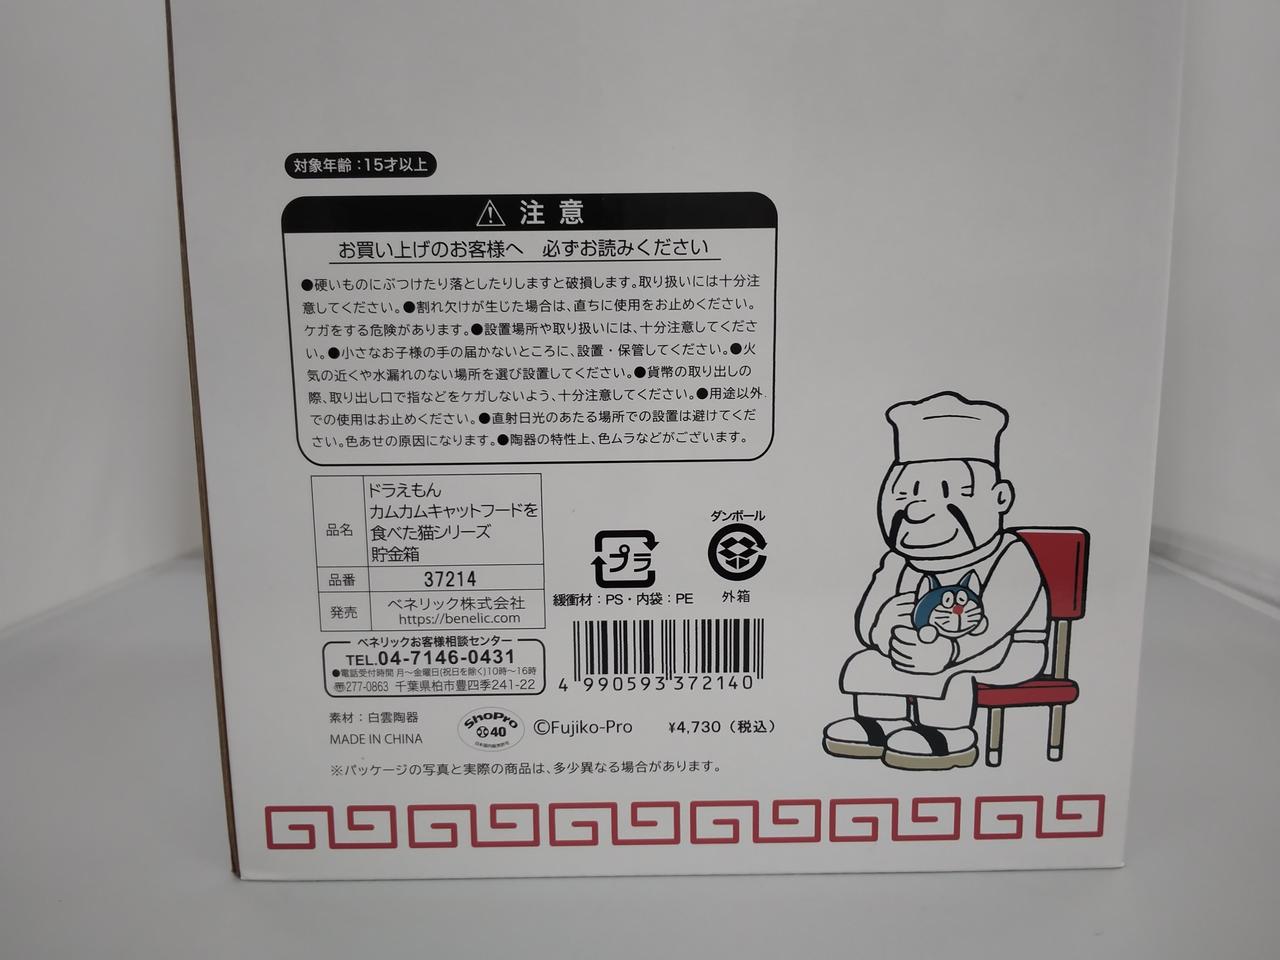 対象年齢：15才以上
注意
お買い上げのお客様へ 必ずお読みください
●硬いものにぶつけたり落としたりしますと破損します。取り扱いには十分注
意してください。●割れ欠けが生じた場合は、直ちに使用をお止めください。
ケガをする危険があります。●設置場所や取り扱いには、十分注意してくださ
い。●小さなお子様の手の届かないところに、設置・保管してください。●火
気の近くや水漏れのない場所を選び設置してください。●貨幣の取り出しの
際、取り出し口で指などをケガしないよう、十分注意してください。●用途以外
での使用はお止めください。●直射日光のあたる場所での設置は避けてくだ
さい。色あせの原因になります。●陶器の特性上、色ムラなどがございます。
品名
ドラえもん
カムカムキャットフードを
食べた猫シリーズ
貯金箱
品番 37214
発売
ベネリック株式会社
https://benelic.com
プラ
緩衝材：PS・内袋：PE
ダンボール
外箱
ベネリックお客様相談センター
TEL.04-7146-0431
●電話受付時間 月〜金曜日(祝日を除く)10時〜16時
〠277-0863 千葉県柏市豊四季241-22
4 990593 372140
素材：白雲陶器
MADE IN CHINA
ShoPro
40
©Fujiko-Pro ¥4,730（税込）
※パッケージの写真と実際の商品は、多少異なる場合があります。